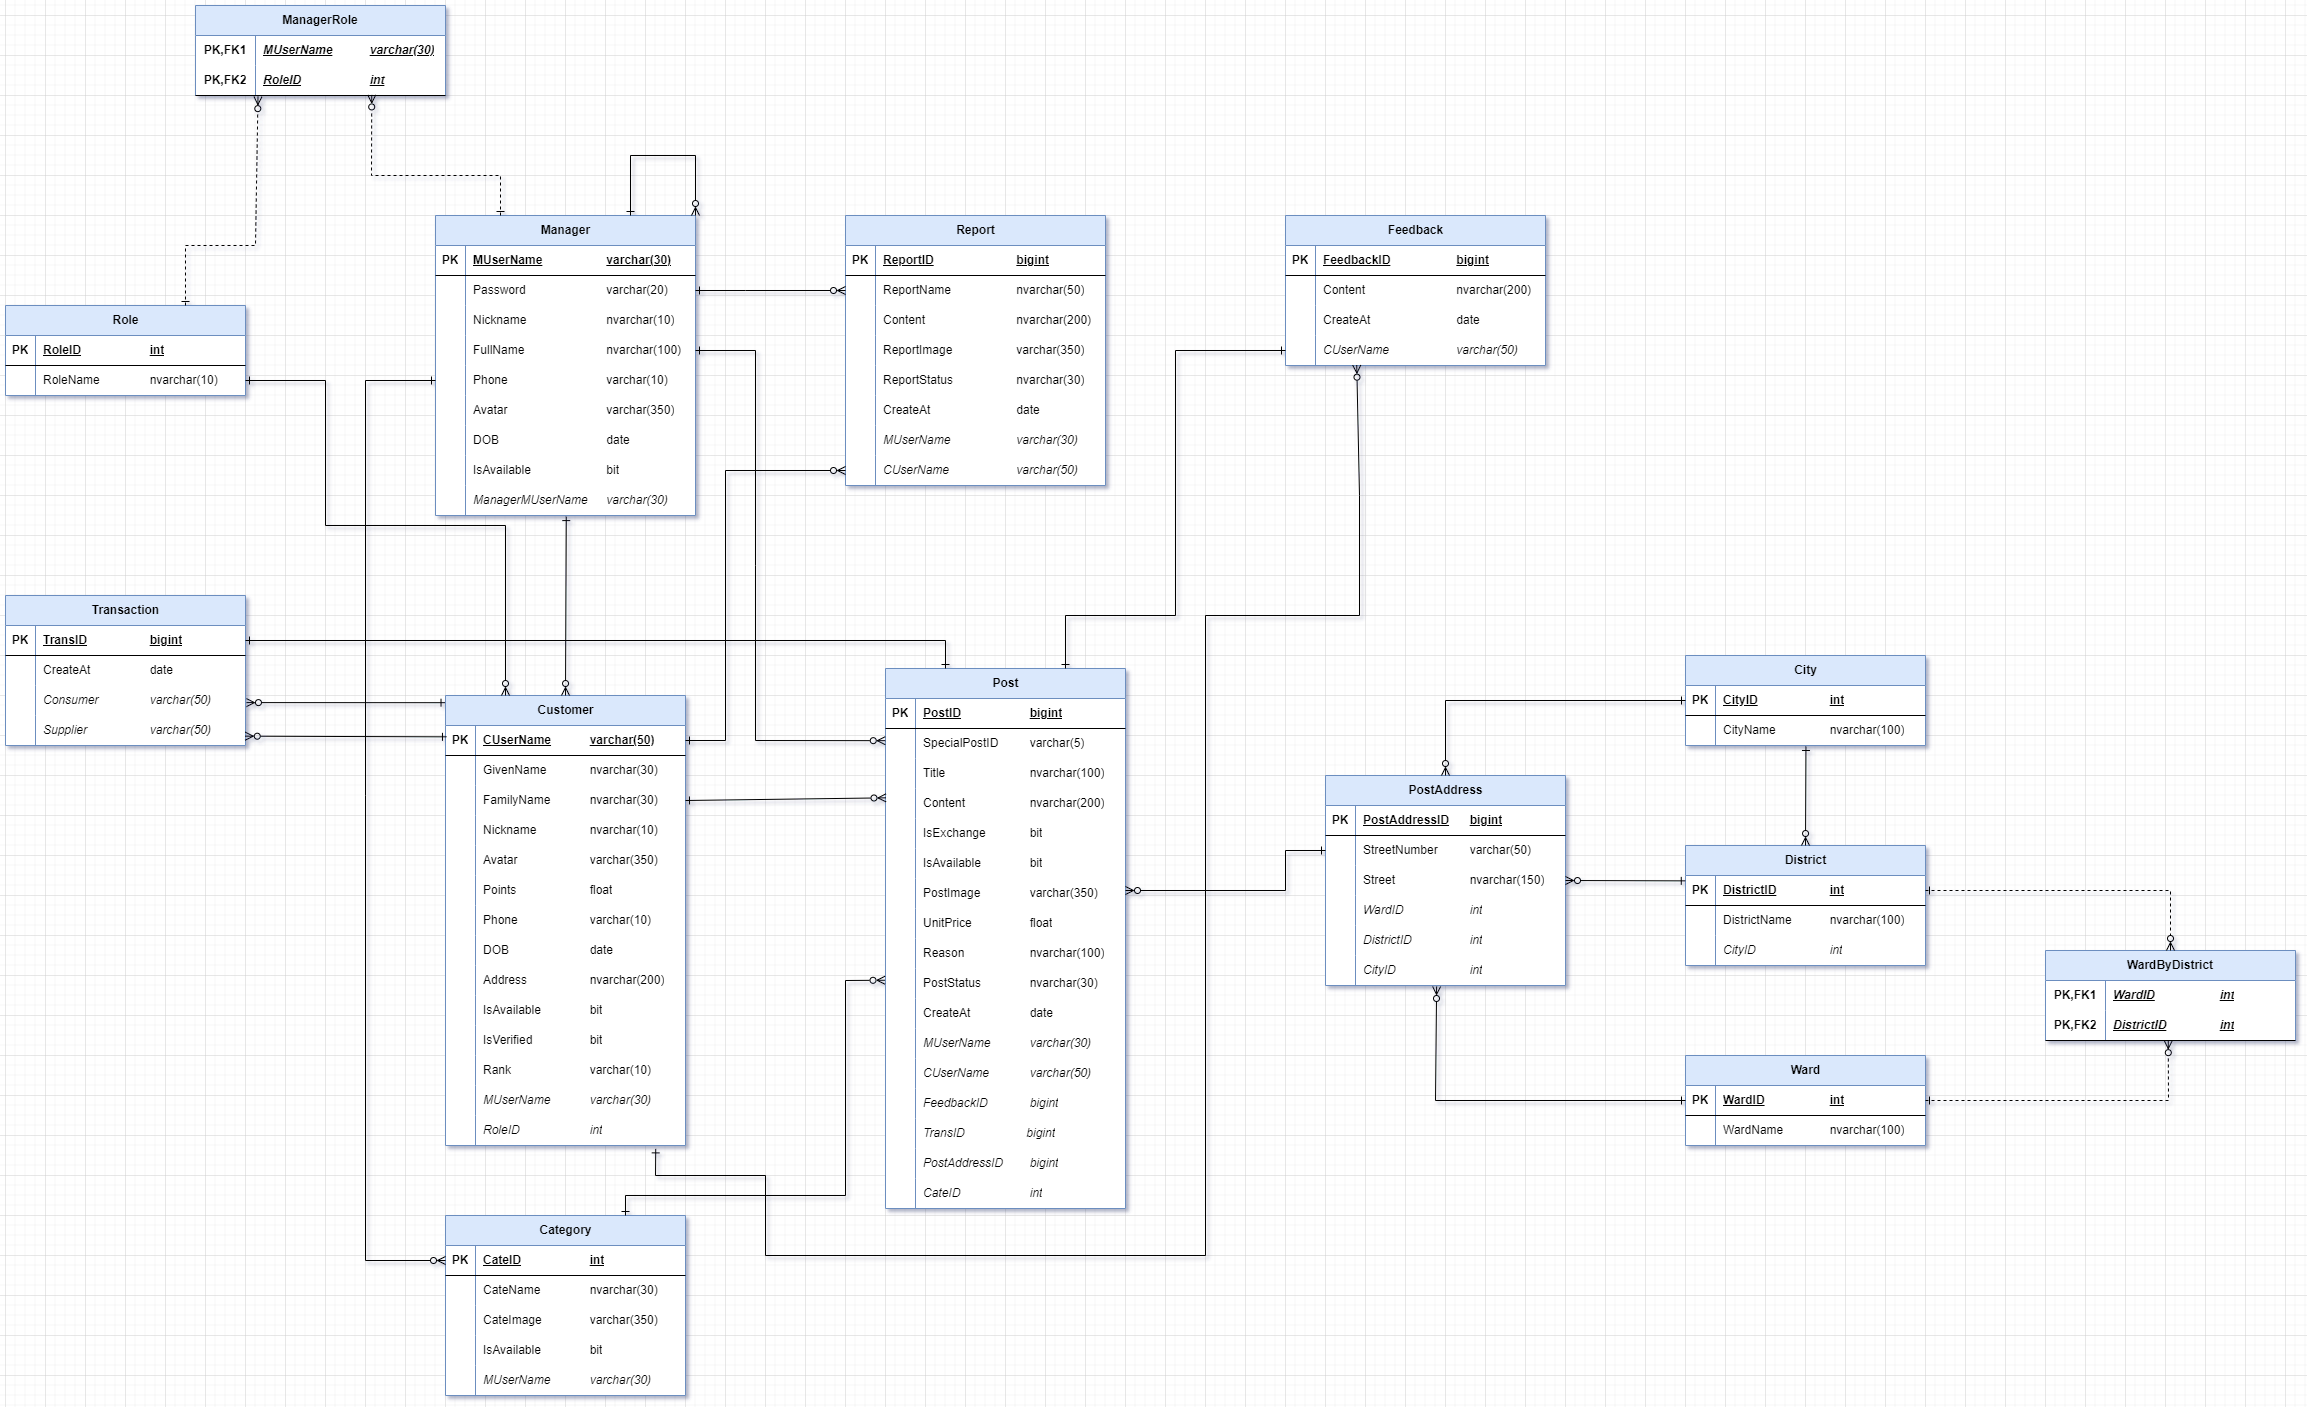 ManagerRole
PK,FK1 MUserName varchar(30)
PK,FK2 RoleID int
Manager
PK MUserName varchar(30)
Password varchar(20)
Nickname nvarchar(10)
FullName nvarchar(100)
Phone varchar(10)
Avatar varchar(350)
DOB date
IsAvailable bit
ManagerMUserName varchar(30)
Report
PK ReportID bigint
ReportName nvarchar(50)
Content nvarchar(200)
ReportImage varchar(350)
ReportStatus nvarchar(30)
CreateAt date
MUserName varchar(30)
CUserName varchar(50)
Feedback
PK FeedbackID bigint
Content nvarchar(200)
CreateAt date
CUserName varchar(50)
Role
PK RoleID int
RoleName nvarchar(10)
Transaction
PK TransID bigint
CreateAt date
Consumer varchar(50)
Supplier varchar(50)
Customer
PK CUserName varchar(50)
GivenName nvarchar(30)
FamilyName nvarchar(30)
Nickname nvarchar(10)
Avatar varchar(350)
Points float
Phone varchar(10)
DOB date
Address nvarchar(200)
IsAvailable bit
IsVerified bit
Rank varchar(10)
MUserName varchar(30)
RoleID int
Post
PK PostID bigint
SpecialPostID varchar(5)
Title nvarchar(100)
Content nvarchar(200)
IsExchange bit
IsAvailable bit
PostImage varchar(350)
UnitPrice float
Reason nvarchar(100)
PostStatus nvarchar(30)
CreateAt date
MUserName varchar(30)
CUserName varchar(50)
FeedbackID bigint
TransID bigint
PostAddressID bigint
CateID int
City
PK CityID int
CityName nvarchar(100)
PostAddress
PK PostAddressID bigint
StreetNumber varchar(50)
Street nvarchar(150)
WardID int
DistrictID int
CityID int
District
PK DistrictID int
DistrictName nvarchar(100)
CityID int
WardByDistrict
PK,FK1 WardID int
PK,FK2 DistrictID int
Ward
PK WardID int
WardName nvarchar(100)
Category
PK CateID int
CateName nvarchar(30)
CateImage varchar(350)
IsAvailable bit
MUserName varchar(30)